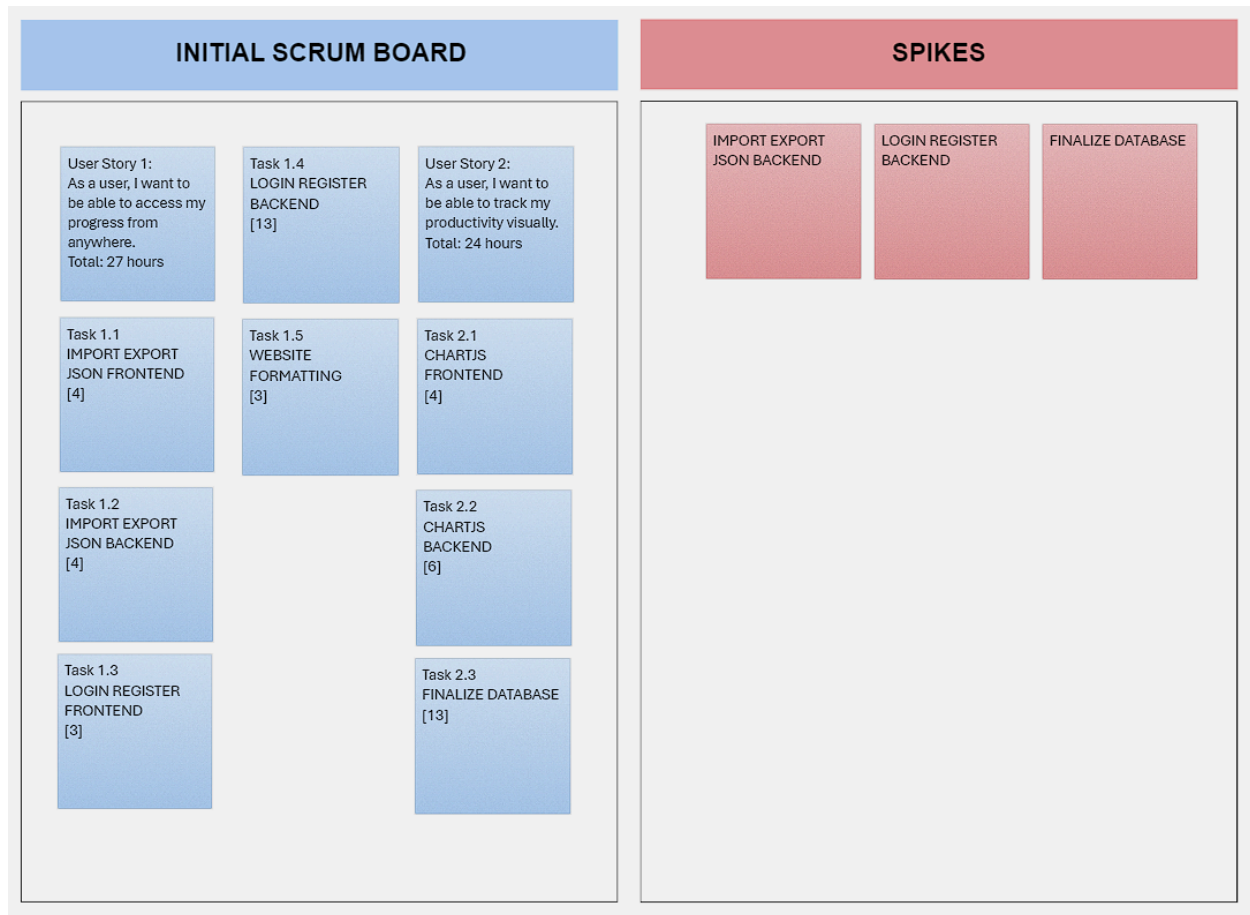 INITIAL SCRUM BOARD
User Story 1:
As a user, I want to
be able to access my
progress from
anywhere.
Total: 27 hours
Task 1.1
IMPORT EXPORT
JSON FRONTEND
[4]
Task 1.2
IMPORT EXPORT
JSON BACKEND
[4]
Task 1.3
LOGIN REGISTER
FRONTEND
[3]
Task 1.4
LOGIN REGISTER
BACKEND
[13]
Task 1.5
WEBSITE
FORMATTING
[3]
User Story 2:
As a user, I want to
be able to track my
productivity visually.
Total: 24 hours
Task 2.1
CHARTJS
FRONTEND
[4]
Task 2.2
CHARTJS
BACKEND
[6]
Task 2.3
FINALIZE DATABASE
[13]
SPIKES
IMPORT EXPORT
JSON BACKEND
LOGIN REGISTER
BACKEND
FINALIZE DATABASE